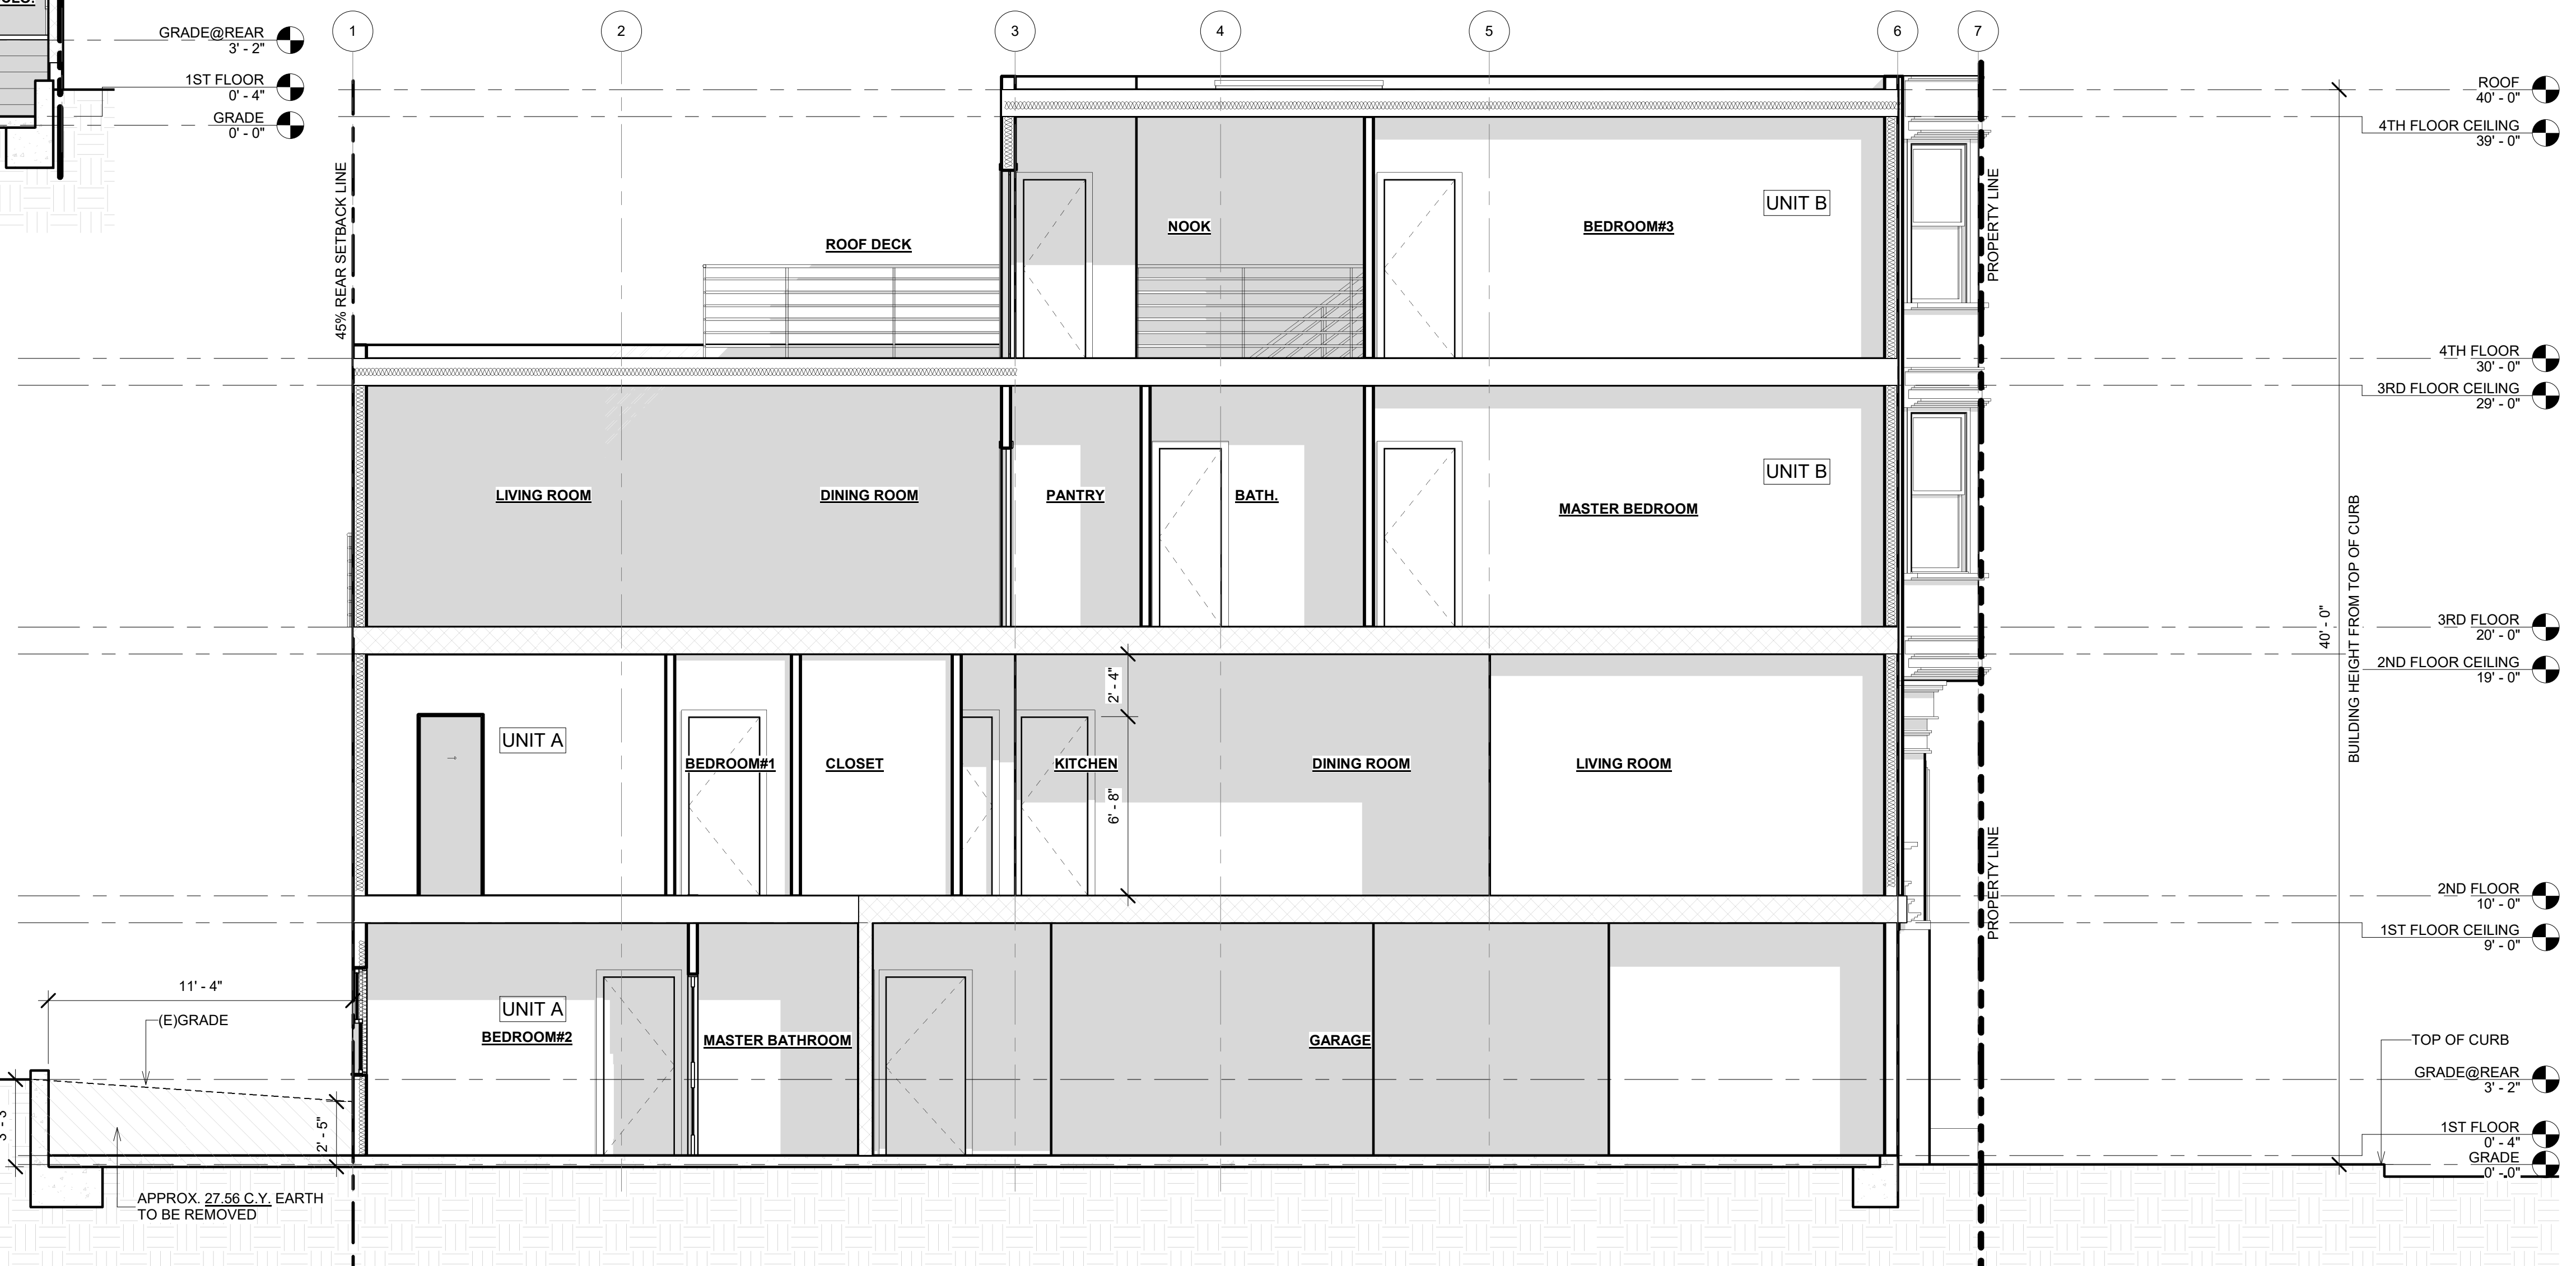 GRADE@REAR
3' - 2"
1ST FLOOR
0' - 4"
GRADE
0' - 0"
1
2
3
4
5
6
7
45% REAR SETBACK LINE
ROOF DECK
NOOK
BEDROOM#3
UNIT B
PROPERTY LINE
ROOF
40' - 0"
4TH FLOOR CEILING
39' - 0"
4TH FLOOR
30' - 0"
3RD FLOOR CEILING
29' - 0"
LIVING ROOM
DINING ROOM
PANTRY
BATH.
MASTER BEDROOM
UNIT B
40' - 0"
BUILDING HEIGHT FROM TOP OF CURB
3RD FLOOR
20' - 0"
2ND FLOOR CEILING
19' - 0"
UNIT A
BEDROOM#1
CLOSET
KITCHEN
2' - 4"
6' - 8"
DINING ROOM
LIVING ROOM
PROPERTY LINE
2ND FLOOR
10' - 0"
1ST FLOOR CEILING
9' - 0"
11' - 4"
(E)GRADE
UNIT A
BEDROOM#2
MASTER BATHROOM
GARAGE
TOP OF CURB
GRADE@REAR
3' - 2"
1ST FLOOR
0' - 4"
GRADE
0' - 0"
2' - 5"
APPROX. 27.56 C.Y. EARTH
TO BE REMOVED